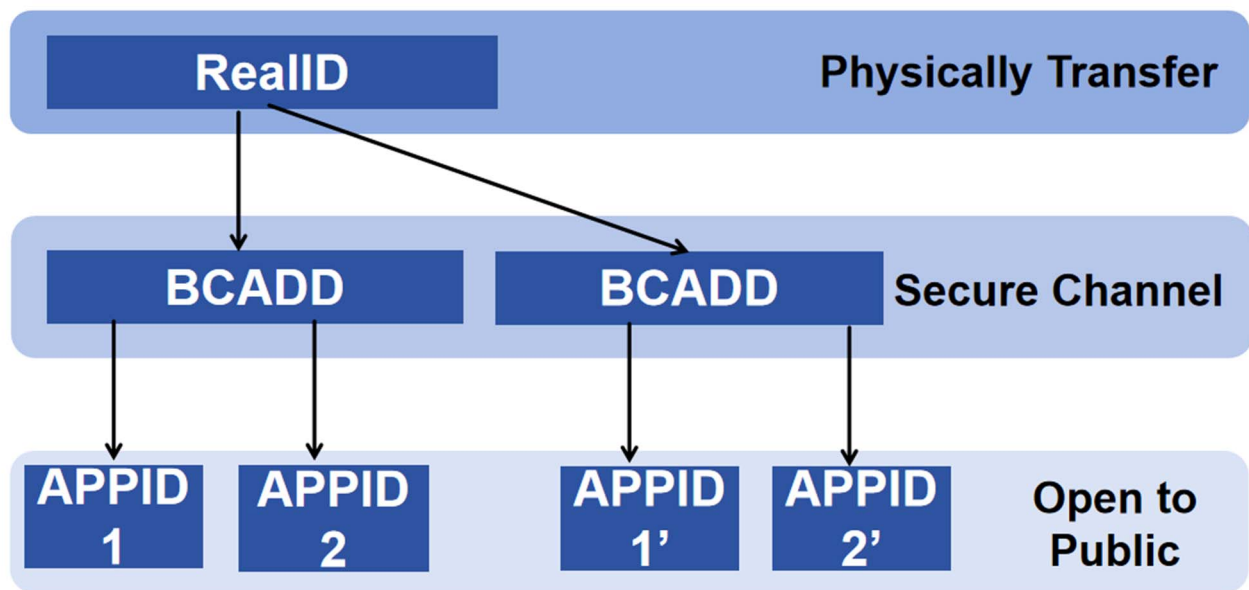 RealID
Physically Transfer
BCADD
BCADD
Secure Channel
APPID
1
APPID
2
APPID
1’
APPID
2’
Open to
Public